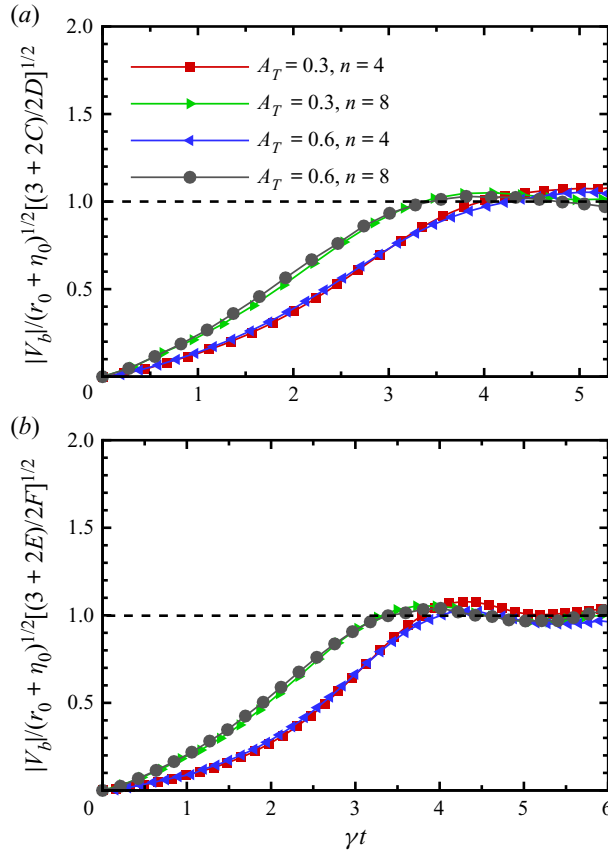 (a)
2.0
1.5
1.0
0.5
0
|V_b|/(r_0 + η_0)^{1/2}[(3 + 2C)/2D]^{1/2}
A_T = 0.3, n = 4
A_T = 0.3, n = 8
A_T = 0.6, n = 4
A_T = 0.6, n = 8
1 2 3 4 5
(b)
2.0
1.5
1.0
0.5
0
|V_b|/(r_0 + η_0)^{1/2}[(3 + 2E)/2F]^{1/2}
1 2 3 4 5 6
γt